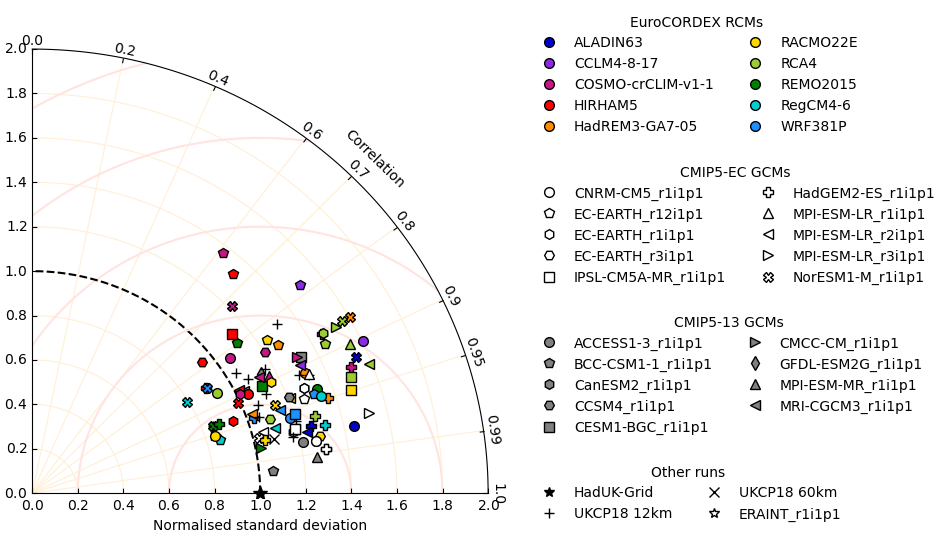 EuroCORDEX RCMs
ALADIN63 RACMO22E
CCLM4-8-17 RCA4
COSMO-crCLIM-v1-1 REMO2015
HIRHAM5 RegCM4-6
HadREM3-GA7-05 WRF381P
CMIP5-EC GCMs
CNRM-CM5_r1i1p1 HadGEM2-ES_r1i1p1
EC-EARTH_r12i1p1 MPI-ESM-LR_r1i1p1
EC-EARTH_r1i1p1 MPI-ESM-LR_r2i1p1
EC-EARTH_r3i1p1 MPI-ESM-LR_r3i1p1
IPSL-CM5A-MR_r1i1p1 NorESM1-M_r1i1p1
CMIP5-13 GCMs
ACCESS1-3_r1i1p1 CMCC-CM_r1i1p1
BCC-CSM1-1_r1i1p1 GFDL-ESM2G_r1i1p1
CanESM2_r1i1p1 MPI-ESM-MR_r1i1p1
CCSM4_r1i1p1 MRI-CGCM3_r1i1p1
CESM1-BGC_r1i1p1
Other runs
HadUK-Grid UKCP18 60km
UKCP18 12km ERAINT_r1i1p1
0.0
0.2
0.4
0.6
0.7
0.8
0.9
0.95
0.99
1.0
Correlation
2.0
1.8
1.6
1.4
1.2
1.0
0.8
0.6
0.4
0.2
0.0
0.0 0.2 0.4 0.6 0.8 1.0 1.2 1.4 1.6 1.8 2.0
Normalised standard deviation